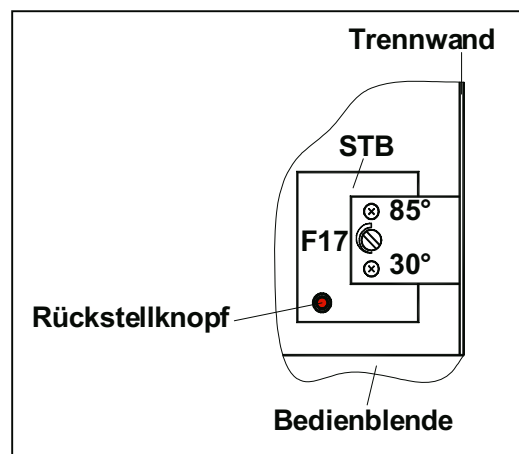 Trennwand
STB
85°
F17
30°
Rückstellknopf
Bedienblende